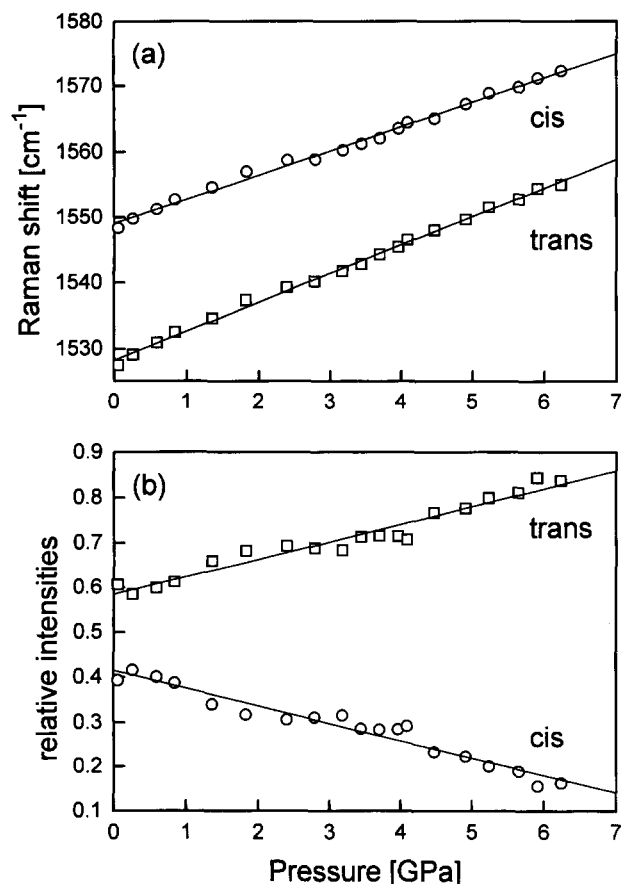 1580
(a)
1570
cis
1560
1550
trans
1540
1530
Raman shift [cm⁻¹]
0 1 2 3 4 5 6 7
0.9
(b)
0.8
trans
0.7
0.6
0.5
0.4
0.3
cis
0.2
0.1
relative intensities
0 1 2 3 4 5 6 7
Pressure [GPa]